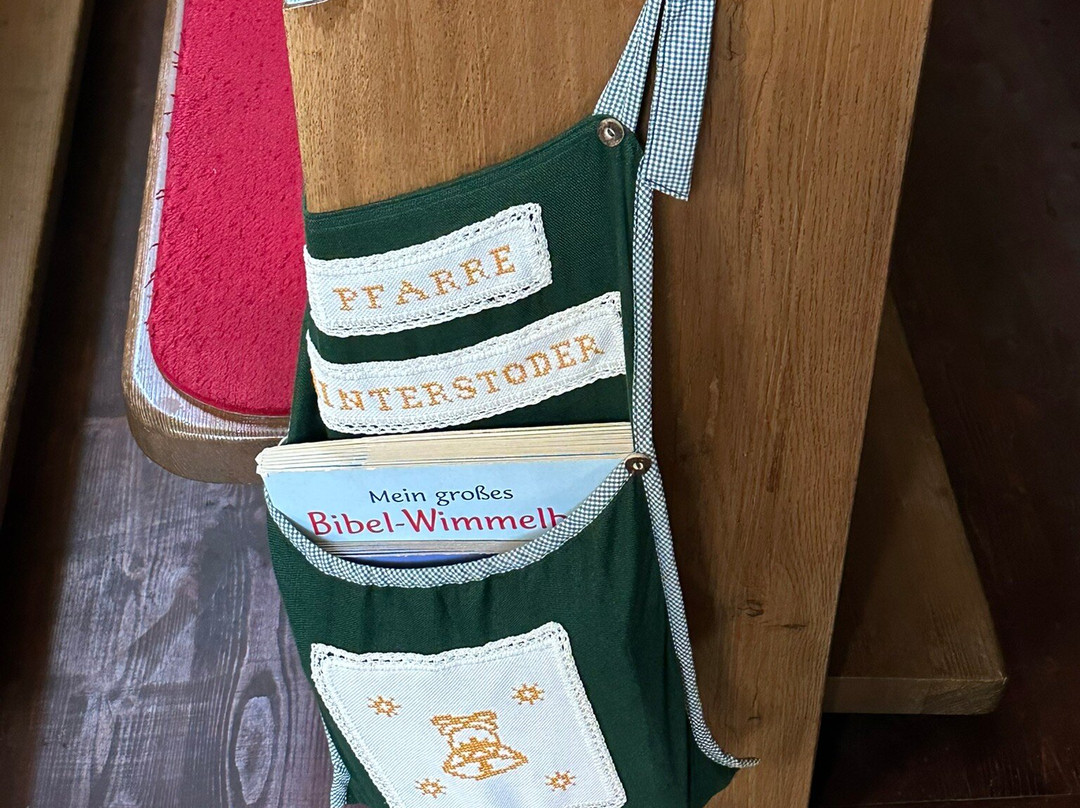 PFARRE
INTERSTODER
Mein großes
Bibel-Wimmelb